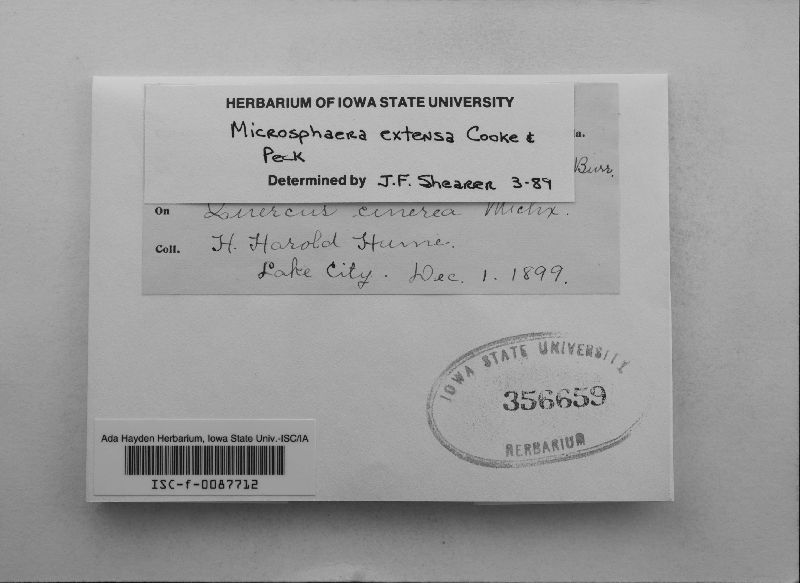 HERBARIUM OF IOWA STATE UNIVERSITY
Microsphaera extensa Cooke &
Peck
Determined by J.F. Shearer 3-89
a.
Burr.
On Quercus cinerea Michx.
Coll. H. Harold Hume.
Lake City. Dec. 1. 1899.
IOWA STATE UNIVERSITY
356659
HERBARIUM
Ada Hayden Herbarium, Iowa State Univ.-ISC/IA
ISC-f-0087712